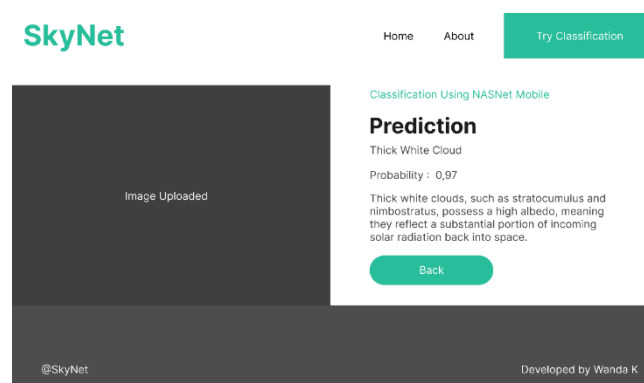 SkyNet
Home About Try Classification
Classification Using NASNet Mobile
Prediction
Thick White Cloud
Probability : 0,97
Thick white clouds, such as stratocumulus and
nimbostratus, possess a high albedo, meaning
they reflect a substantial portion of incoming
solar radiation back into space.
Image Uploaded
Back
@SkyNet
Developed by Wanda K